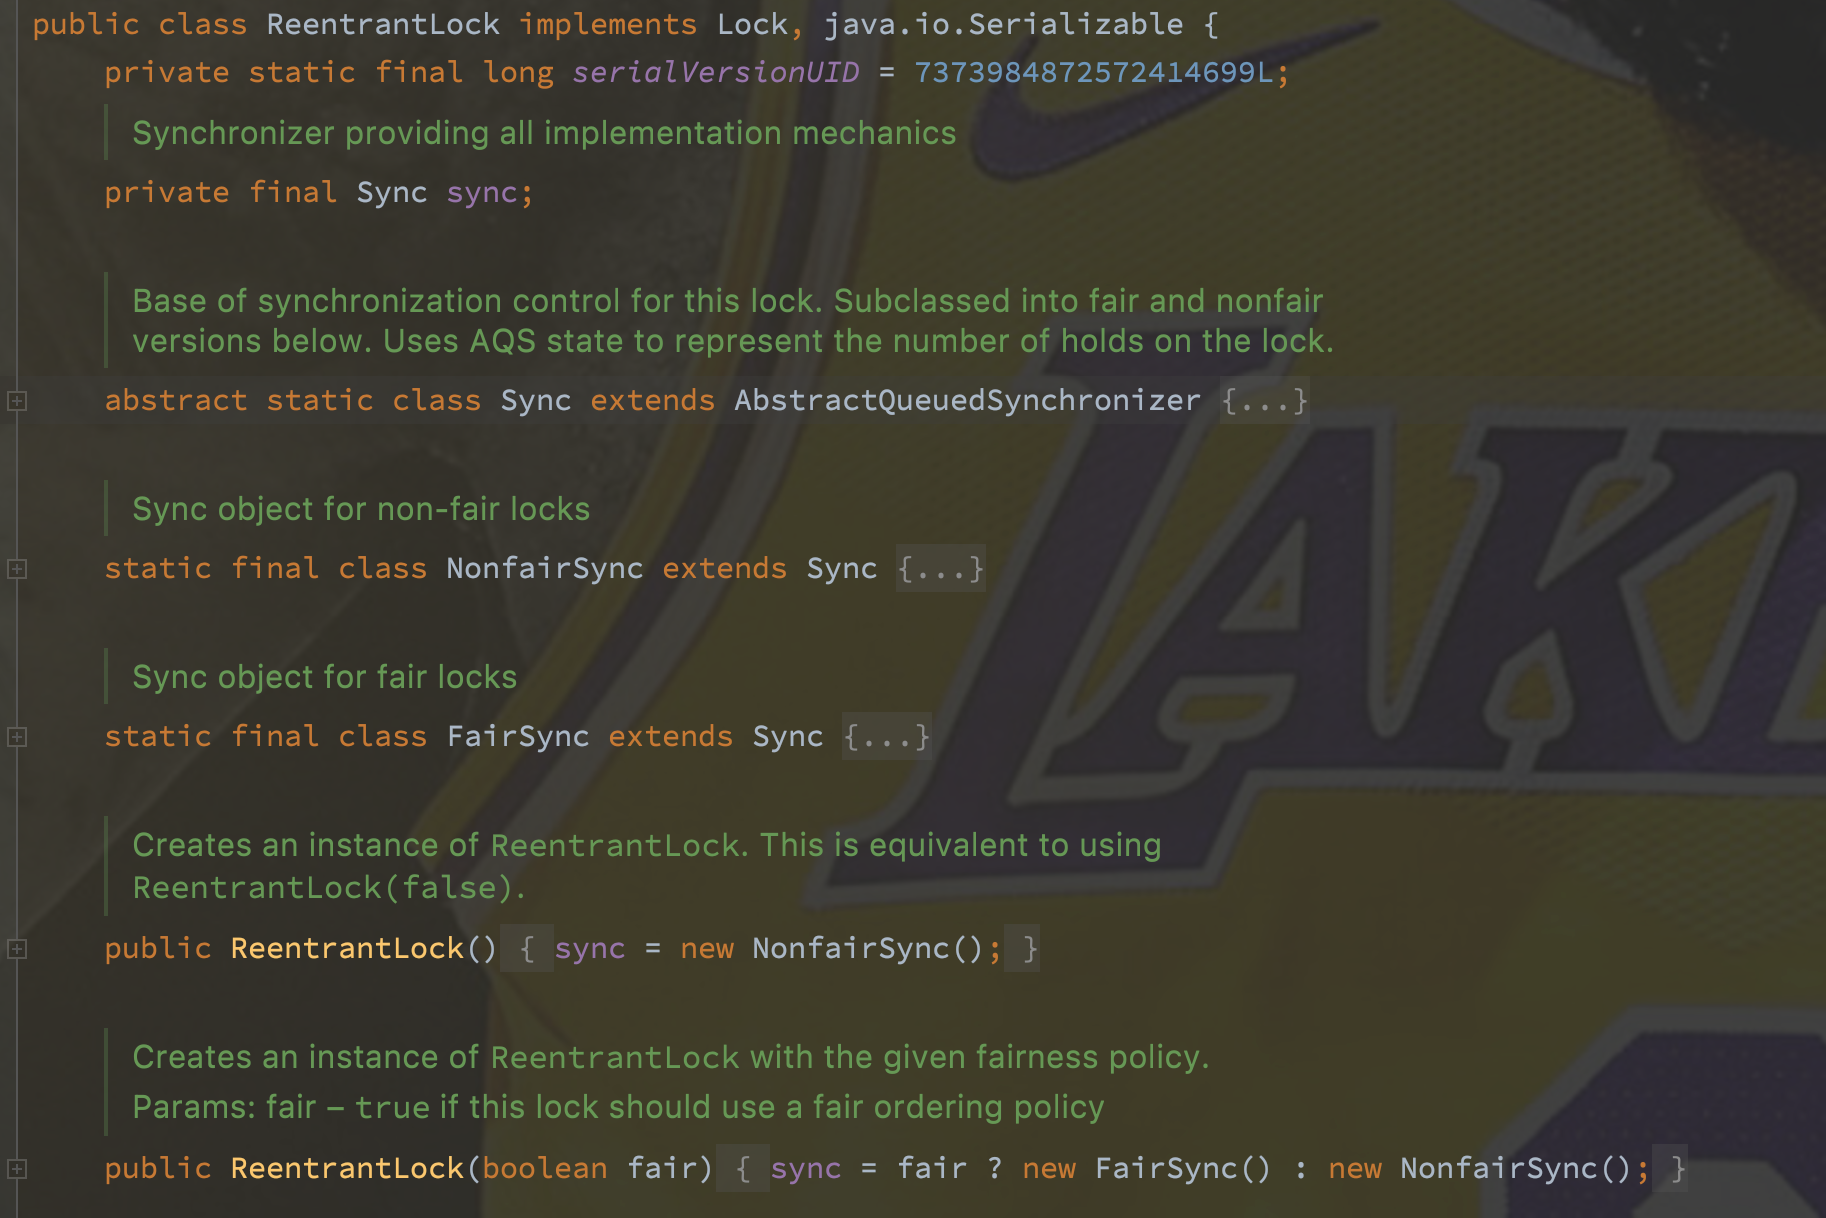 public class ReentrantLock implements Lock, java.io.Serializable {
private static final long serialVersionUID = 7373984872572414699L;
Synchronizer providing all implementation mechanics
private final Sync sync;
Base of synchronization control for this lock. Subclassed into fair and nonfair
versions below. Uses AQS state to represent the number of holds on the lock.
abstract static class Sync extends AbstractQueuedSynchronizer {...}
Sync object for non-fair locks
static final class NonfairSync extends Sync {...}
Sync object for fair locks
static final class FairSync extends Sync {...}
Creates an instance of ReentrantLock. This is equivalent to using
ReentrantLock(false).
public ReentrantLock() { sync = new NonfairSync(); }
Creates an instance of ReentrantLock with the given fairness policy.
Params: fair – true if this lock should use a fair ordering policy
public ReentrantLock(boolean fair) { sync = fair ? new FairSync() : new NonfairSync(); }